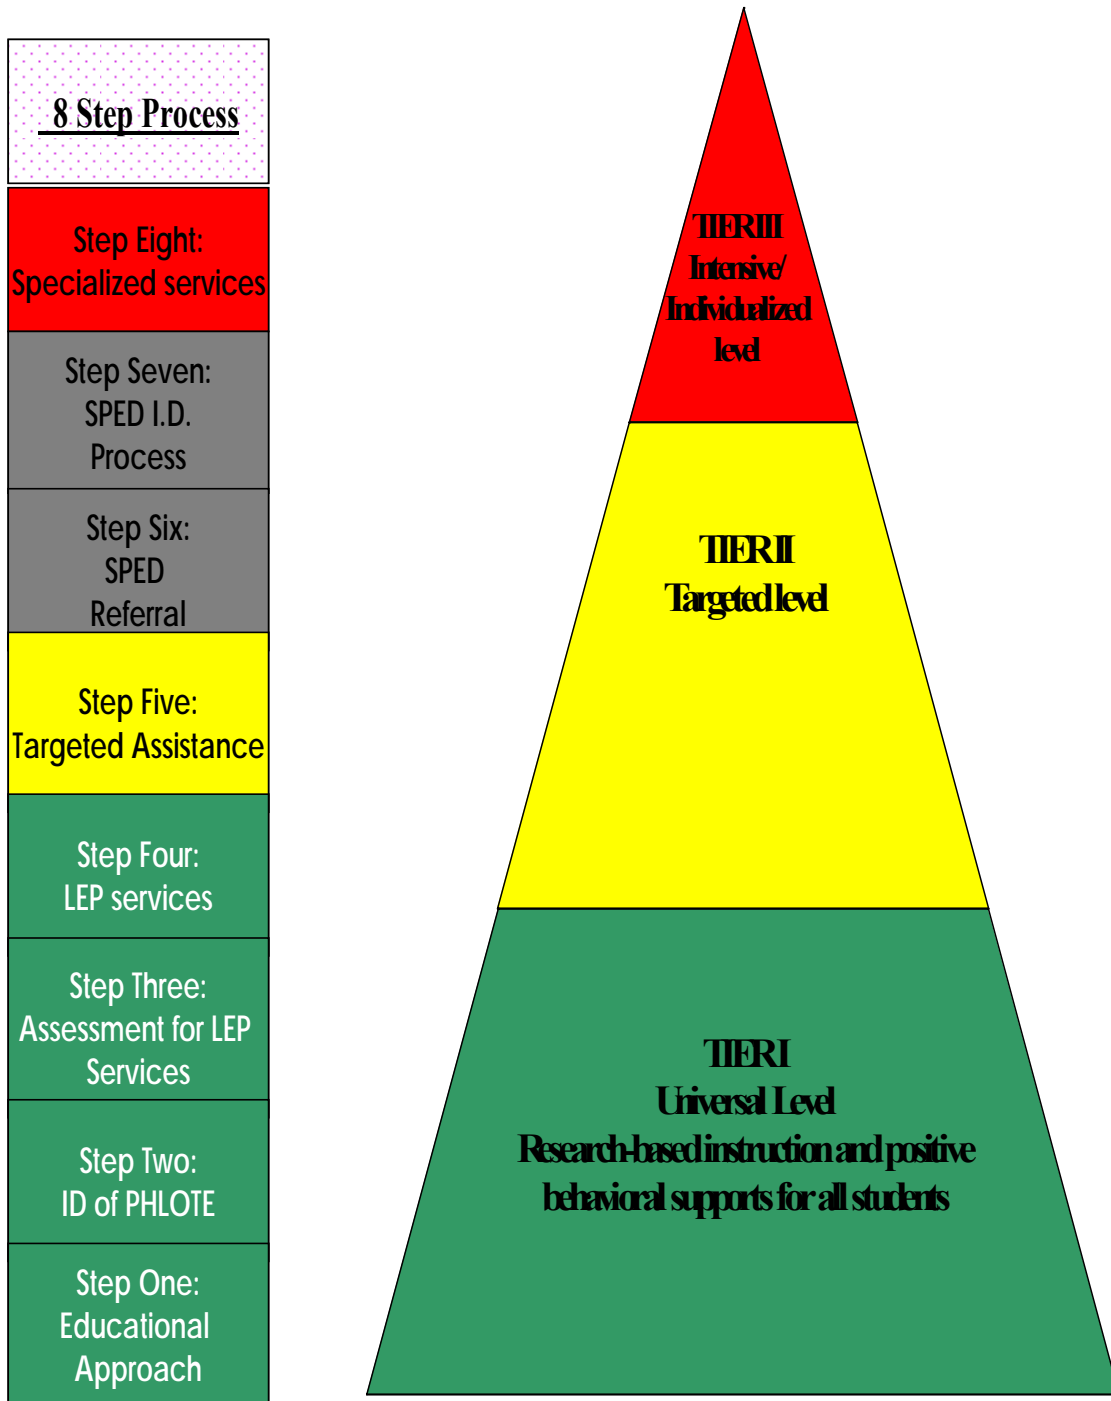 8 Step Process
Step Eight:
Specialized services
Step Seven:
SPED I.D.
Process
Step Six:
SPED
Referral
Step Five:
Targeted Assistance
Step Four:
LEP services
Step Three:
Assessment for LEP
Services
Step Two:
ID of PHLOTE
Step One:
Educational
Approach
TIER III
Intensive/
Individualized
level
TIER II
Targeted level
TIER I
Universal Level
Research-based instruction and positive
behavioral supports for all students